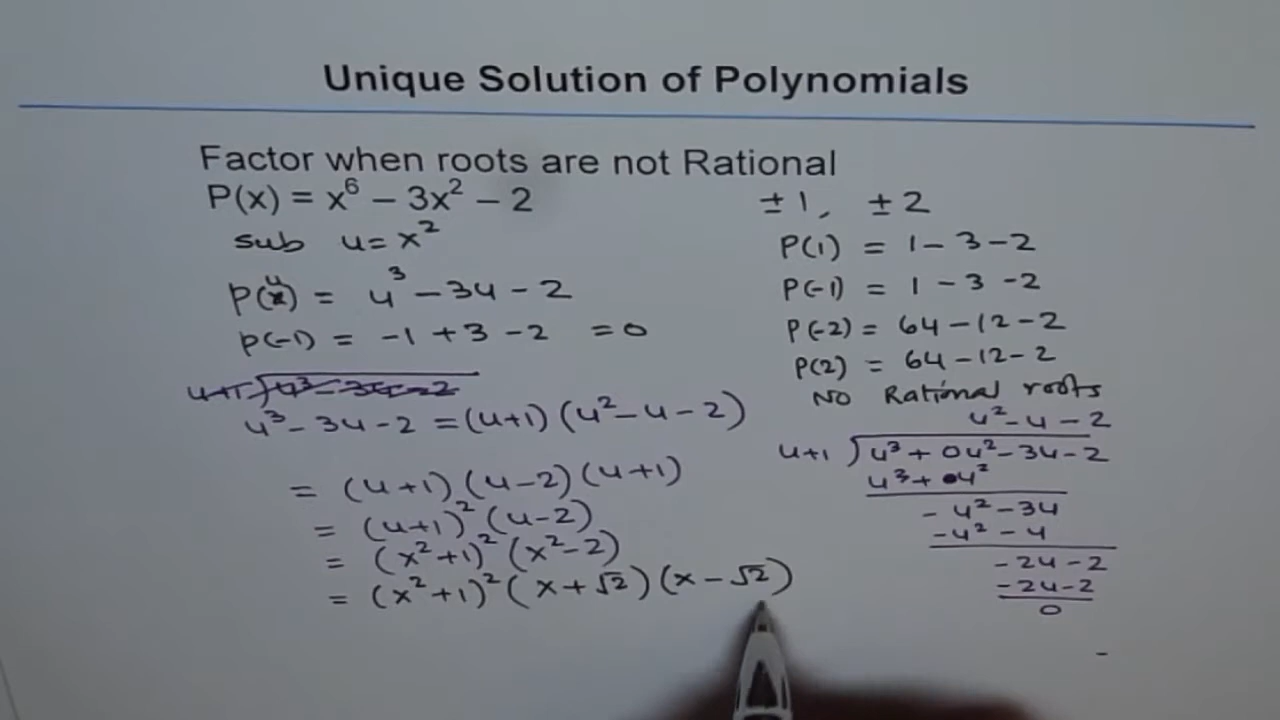 Unique Solution of Polynomials
Factor when roots are not Rational
P(x) = x⁶ − 3x² − 2
sub u = x²
P(u) = u³ − 3u − 2
P(−1) = −1 + 3 − 2 = 0
u³ − 3u − 2 = (u+1)(u² − u − 2)
= (u+1)(u−2)(u+1)
= (u+1)²(u−2)
= (x²+1)²(x²−2)
= (x²+1)²(x+√2)(x−√2)
±1, ±2
P(1) = 1 − 3 − 2
P(−1) = 1 − 3 − 2
P(−2) = 64 − 12 − 2
P(2) = 64 − 12 − 2
NO Rational roots
u² − u − 2
u+1 ) u³ + 0u² − 3u − 2
u³ + u²
− u² − 3u
− u² − u
− 2u − 2
− 2u − 2
0